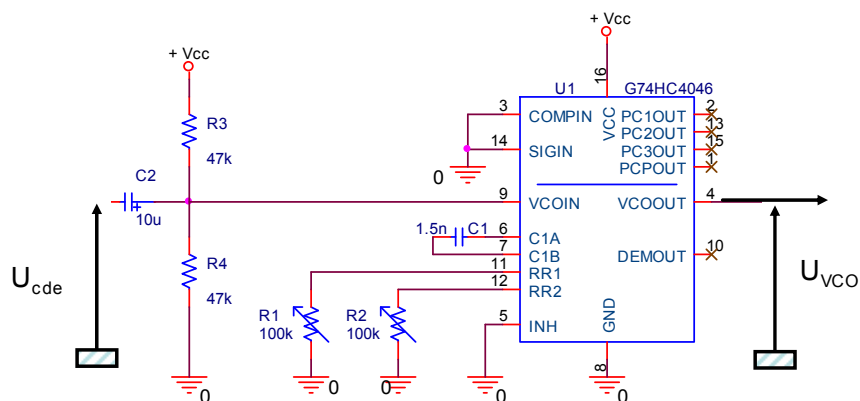 + Vcc
+ Vcc
R3
47k
C2
10u
+
U_cde
R4
47k
0
U1
G74HC4046
16
VCC
3
COMPIN
14
SIGIN
0
9
VCOIN
1.5n
C1
6
C1A
7
C1B
11
RR1
12
RR2
5
INH
R1
100k
R2
100k
0
0
0
GND
8
0
PC1OUT
2
PC2OUT
13
PC3OUT
15
PCPOUT
1
VCOOUT
4
DEMOUT
10
U_VCO